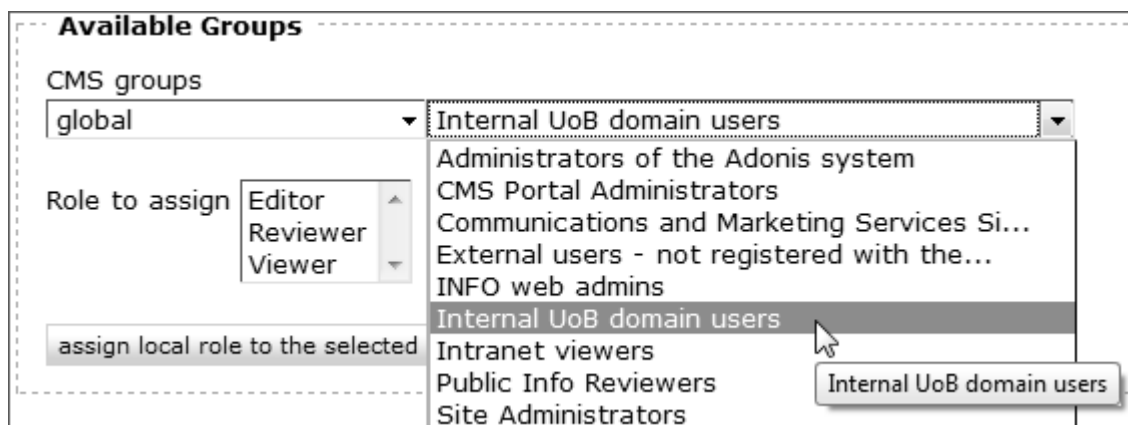 Available Groups
CMS groups
global
Internal UoB domain users
Administrators of the Adonis system
CMS Portal Administrators
Communications and Marketing Services Si...
External users - not registered with the...
INFO web admins
Internal UoB domain users
Intranet viewers
Public Info Reviewers
Site Administrators
Internal UoB domain users
Role to assign
Editor
Reviewer
Viewer
assign local role to the selected